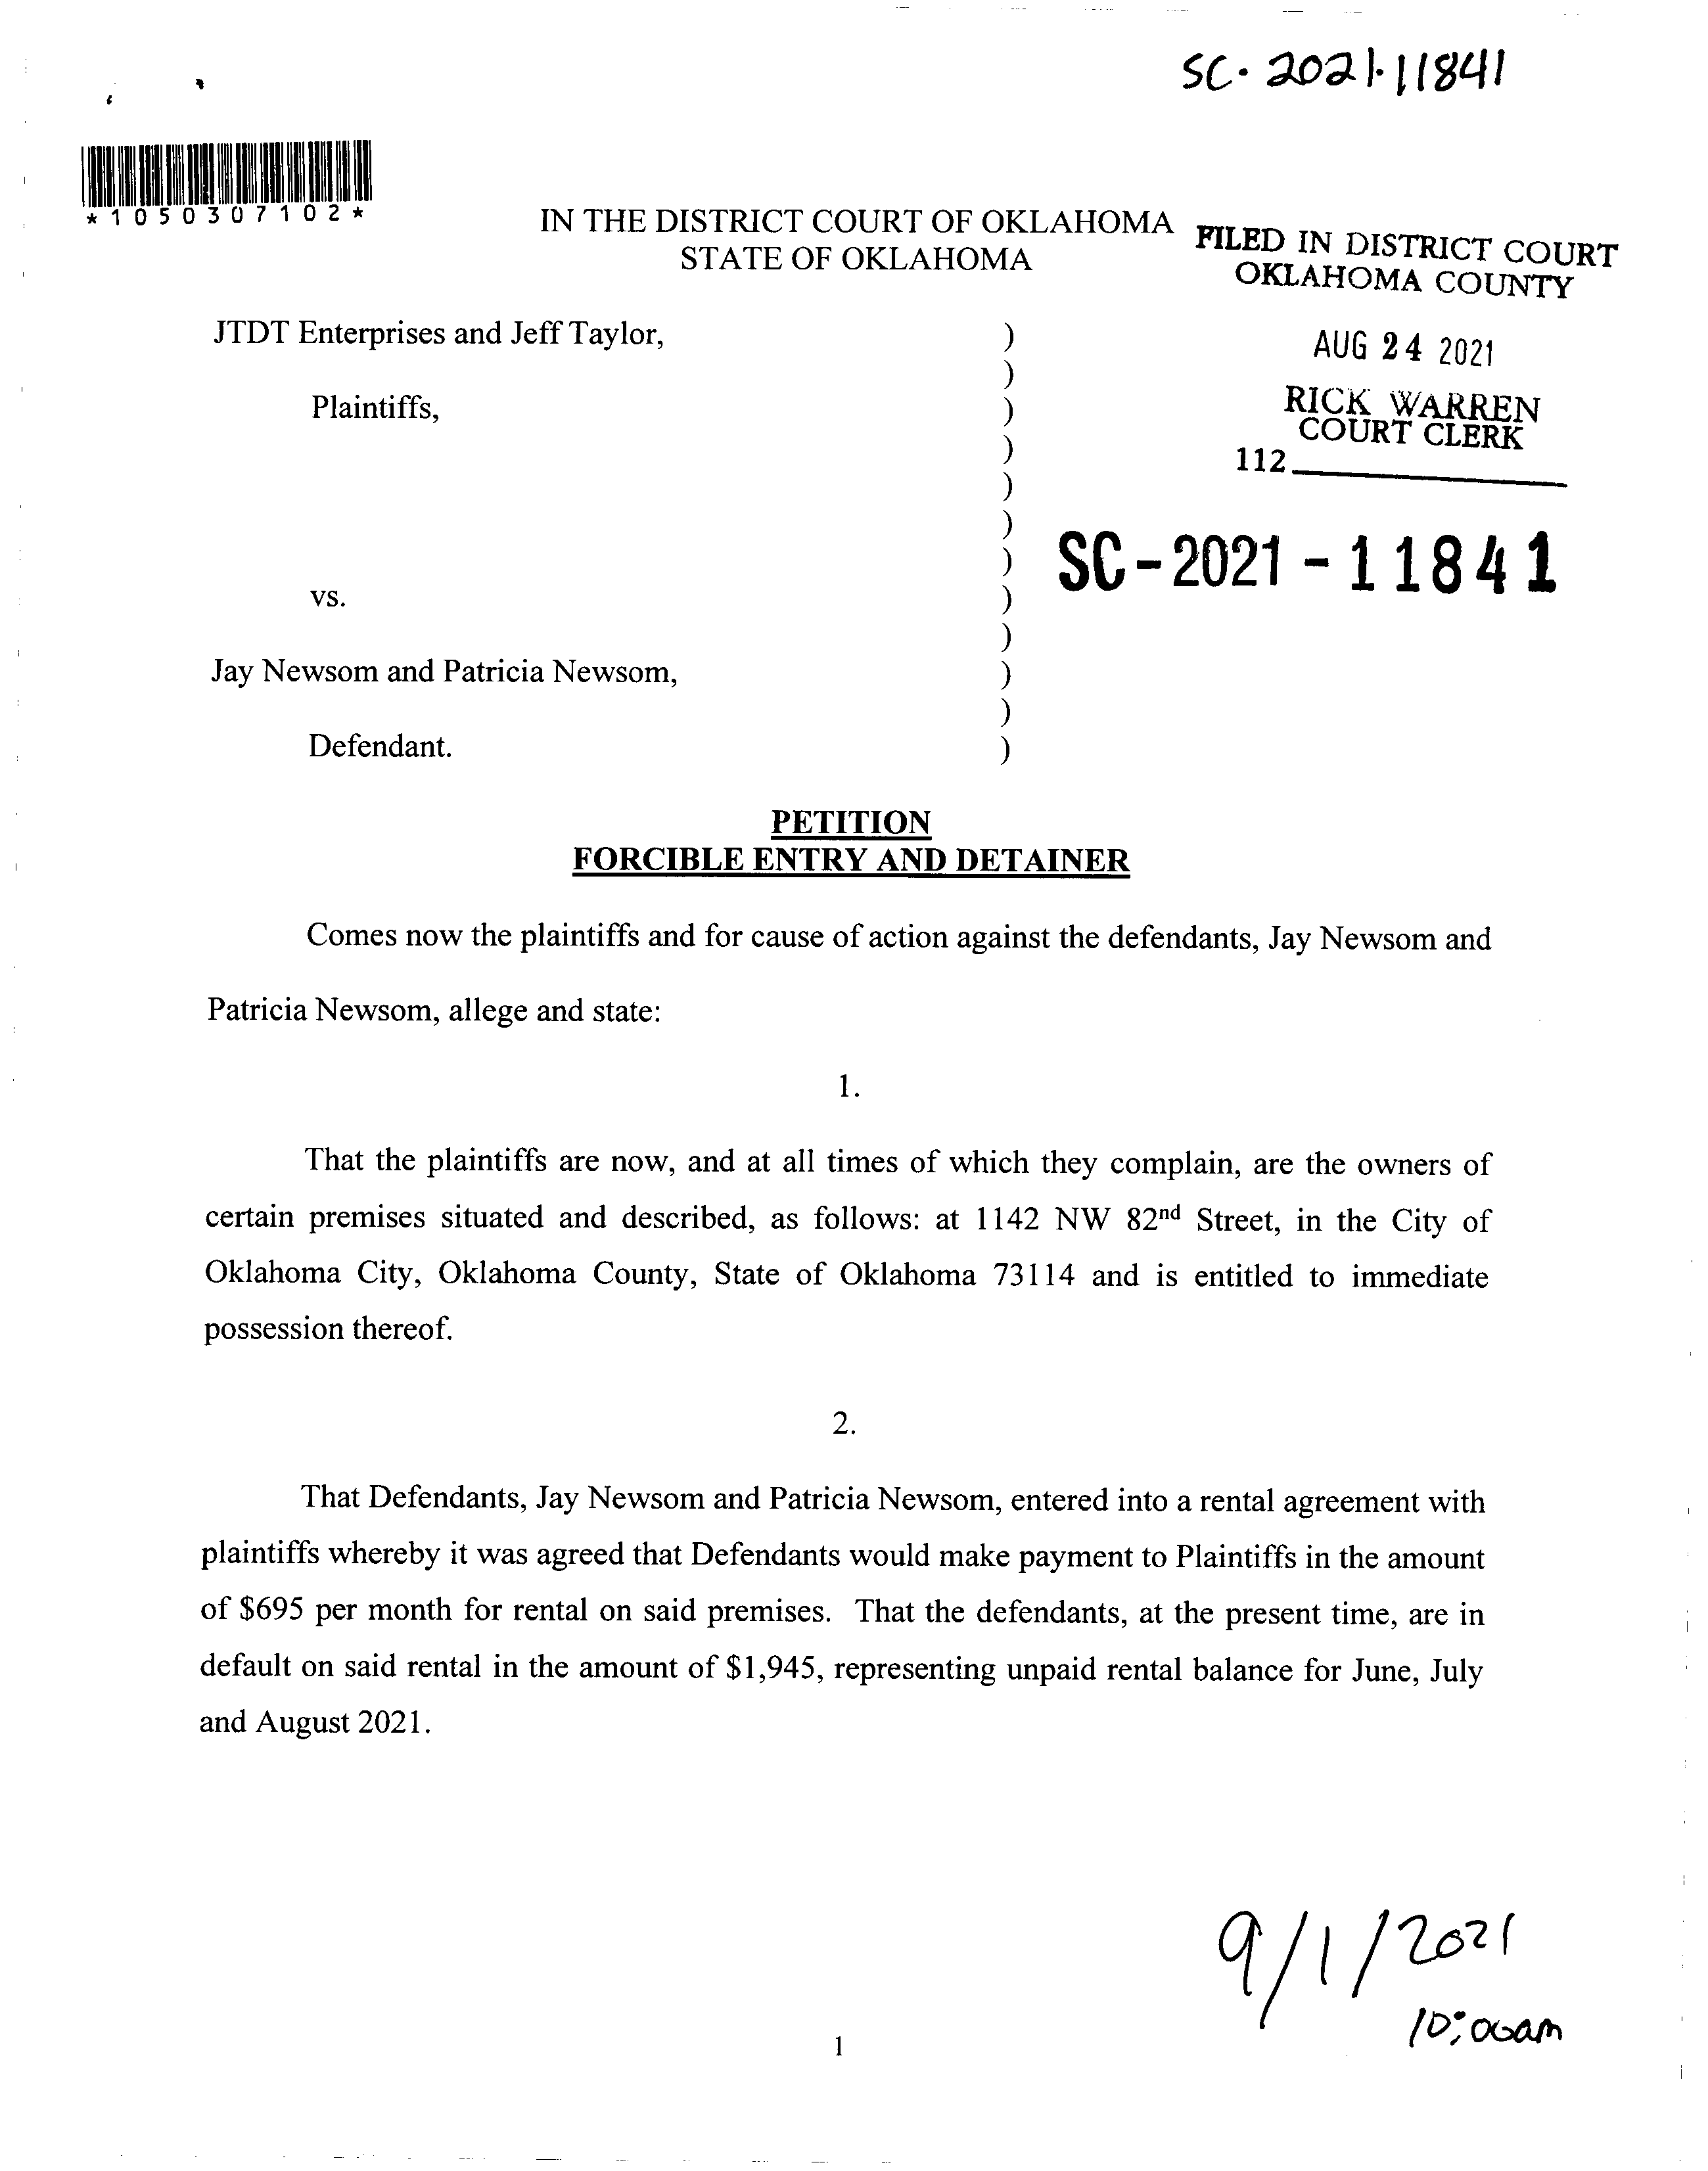 SC-2021-11841
*1050307102*
IN THE DISTRICT COURT OF OKLAHOMA
STATE OF OKLAHOMA
FILED IN DISTRICT COURT
OKLAHOMA COUNTY
AUG 24 2021
RICK WARREN
COURT CLERK
112
JTDT Enterprises and Jeff Taylor, )
)
Plaintiffs, )
)
)
)
)
SC-2021-11841
vs. )
)
Jay Newsom and Patricia Newsom, )
)
Defendant. )
PETITION
FORCIBLE ENTRY AND DETAINER
Comes now the plaintiffs and for cause of action against the defendants, Jay Newsom and
Patricia Newsom, allege and state:
1.
That the plaintiffs are now, and at all times of which they complain, are the owners of
certain premises situated and described, as follows: at 1142 NW 82nd Street, in the City of
Oklahoma City, Oklahoma County, State of Oklahoma 73114 and is entitled to immediate
possession thereof.
2.
That Defendants, Jay Newsom and Patricia Newsom, entered into a rental agreement with
plaintiffs whereby it was agreed that Defendants would make payment to Plaintiffs in the amount
of $695 per month for rental on said premises. That the defendants, at the present time, are in
default on said rental in the amount of $1,945, representing unpaid rental balance for June, July
and August 2021.
9/1/2021
10:00am
1